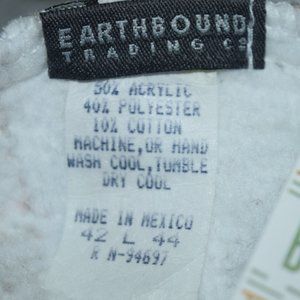 EARTHBOUND
TRADING CO
50% ACRYLIC
40% POLYESTER
10% COTTON
MACHINE,OR HAND
WASH COOL,TUMBLE
DRY COOL
MADE IN MEXICO
42 L 44
R N-94697